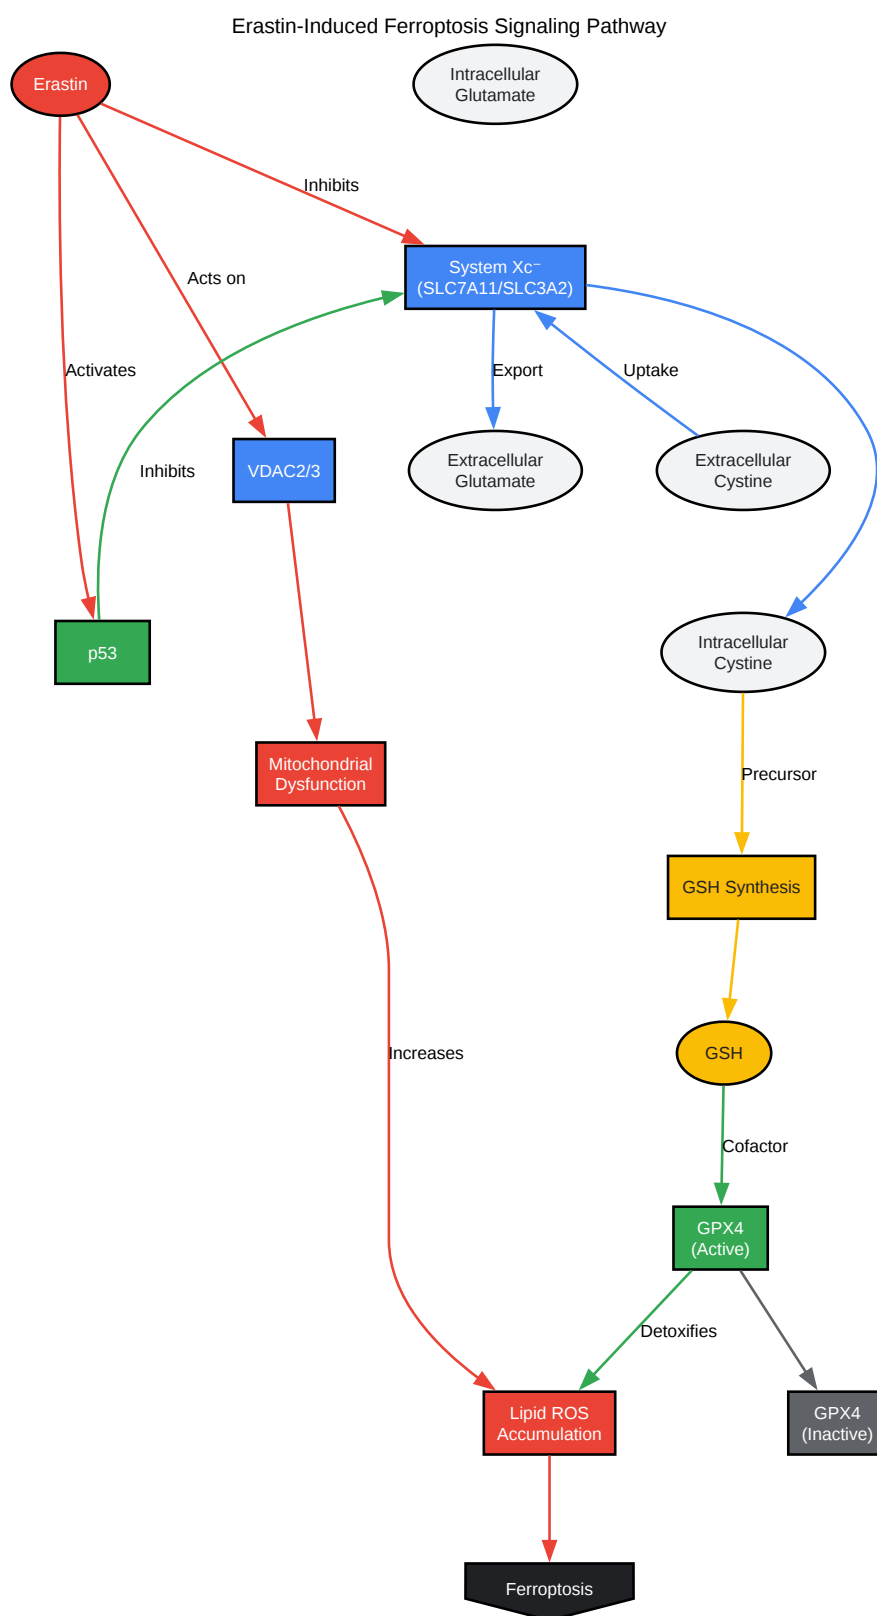 Erastin-Induced Ferroptosis Signaling Pathway
Erastin
Intracellular
Glutamate
Inhibits
System Xc⁻
(SLC7A11/SLC3A2)
Acts on
Activates
Export
Uptake
Inhibits
VDAC2/3
Extracellular
Glutamate
Extracellular
Cystine
p53
Intracellular
Cystine
Mitochondrial
Dysfunction
Precursor
GSH Synthesis
Increases
GSH
Cofactor
GPX4
(Active)
Detoxifies
Lipid ROS
Accumulation
GPX4
(Inactive)
Ferroptosis